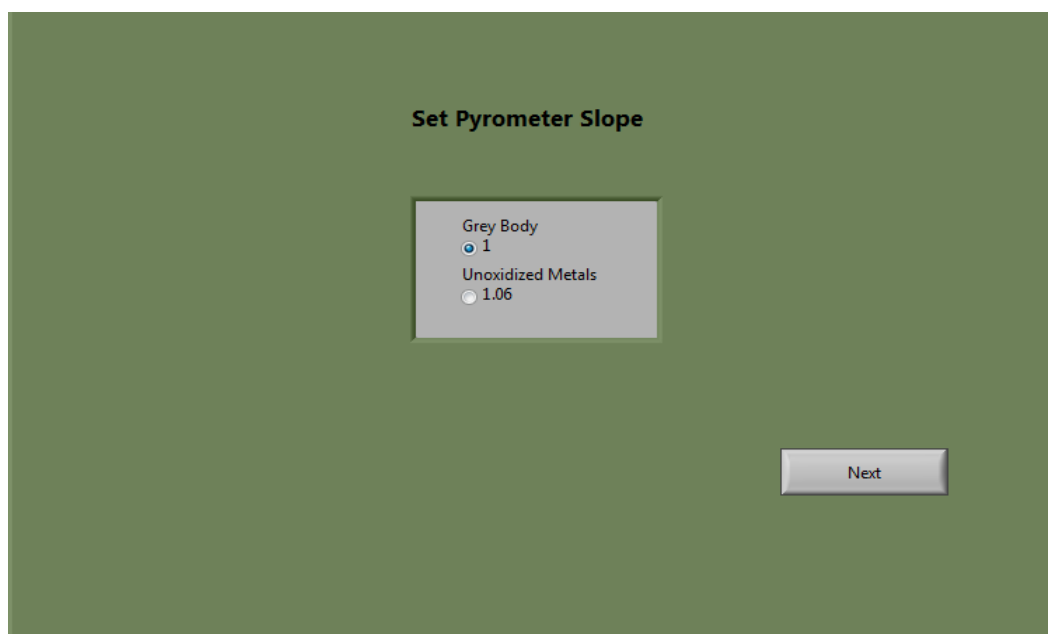 Set Pyrometer Slope
Grey Body
1
Unoxidized Metals
1.06
Next